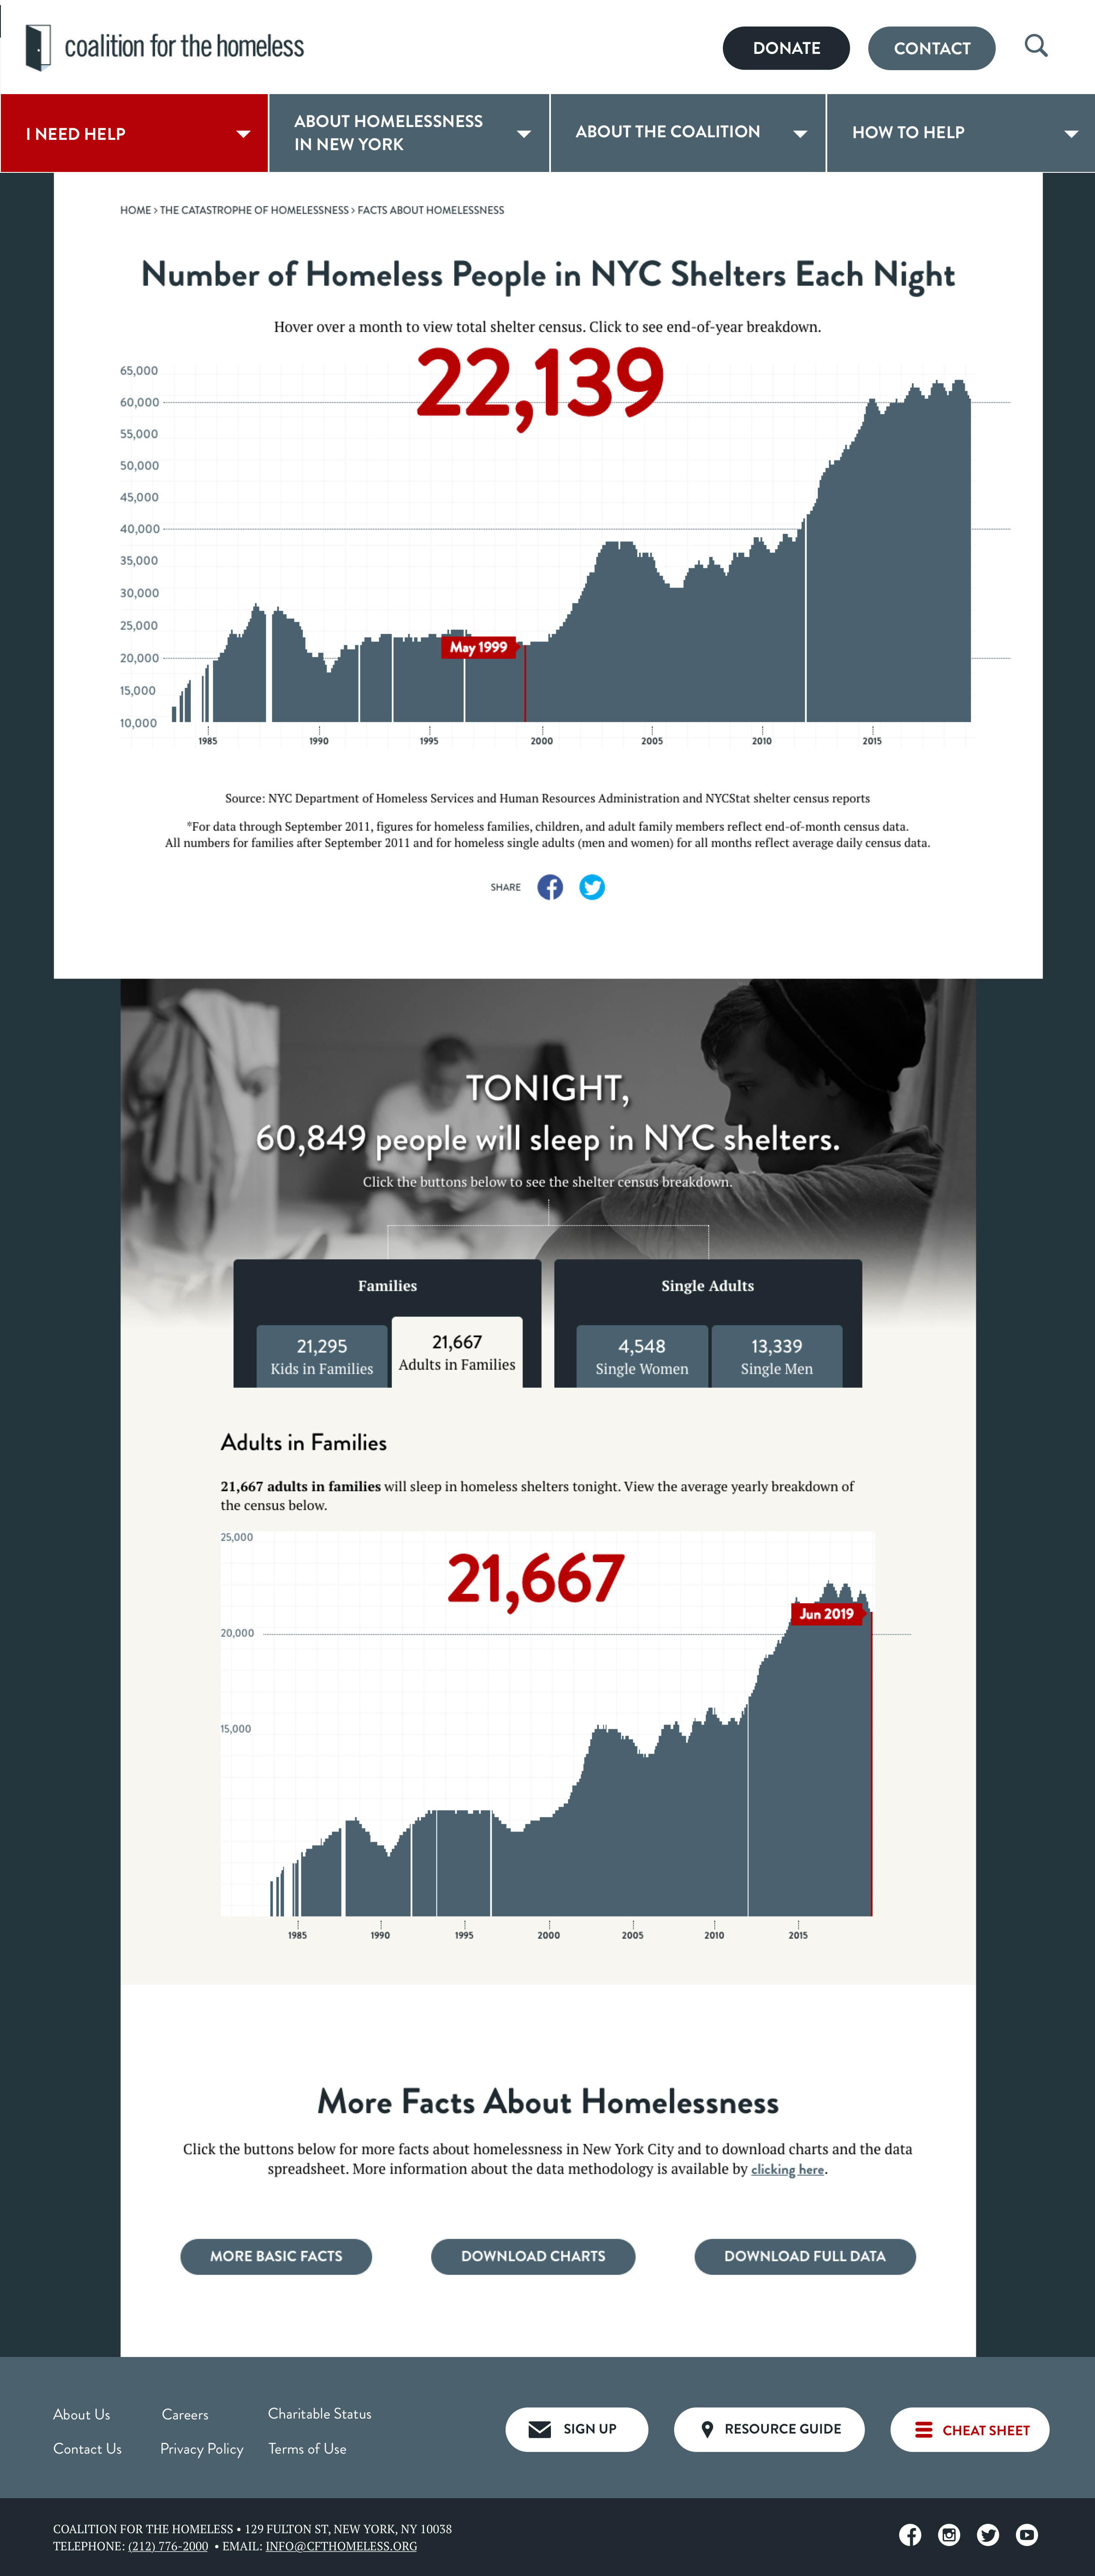 coalition for the homeless
DONATE
CONTACT
I NEED HELP
ABOUT HOMELESSNESS
IN NEW YORK
ABOUT THE COALITION
HOW TO HELP
HOME > THE CATASTROPHE OF HOMELESSNESS > FACTS ABOUT HOMELESSNESS
Number of Homeless People in NYC Shelters Each Night
Hover over a month to view total shelter census. Click to see end-of-year breakdown.
22,139
65,000
60,000
55,000
50,000
45,000
40,000
35,000
30,000
25,000
20,000
15,000
10,000
May 1999
1985 1990 1995 2000 2005 2010 2015
Source: NYC Department of Homeless Services and Human Resources Administration and NYCStat shelter census reports
*For data through September 2011, figures for homeless families, children, and adult family members reflect end-of-month census data.
All numbers for families after September 2011 and for homeless single adults (men and women) for all months reflect average daily census data.
SHARE
TONIGHT,
60,849 people will sleep in NYC shelters.
Click the buttons below to see the shelter census breakdown.
Families
21,295
Kids in Families
21,667
Adults in Families
Single Adults
4,548
Single Women
13,339
Single Men
Adults in Families
21,667 adults in families will sleep in homeless shelters tonight. View the average yearly breakdown of
the census below.
25,000
21,667
Jun 2019
20,000
15,000
1985 1990 1995 2000 2005 2010 2015
More Facts About Homelessness
Click the buttons below for more facts about homelessness in New York City and to download charts and the data
spreadsheet. More information about the data methodology is available by clicking here.
MORE BASIC FACTS
DOWNLOAD CHARTS
DOWNLOAD FULL DATA
About Us Careers Charitable Status
Contact Us Privacy Policy Terms of Use
SIGN UP
RESOURCE GUIDE
CHEAT SHEET
COALITION FOR THE HOMELESS • 129 FULTON ST, NEW YORK, NY 10038
TELEPHONE: (212) 776-2000 • EMAIL: INFO@CFTHOMELESS.ORG